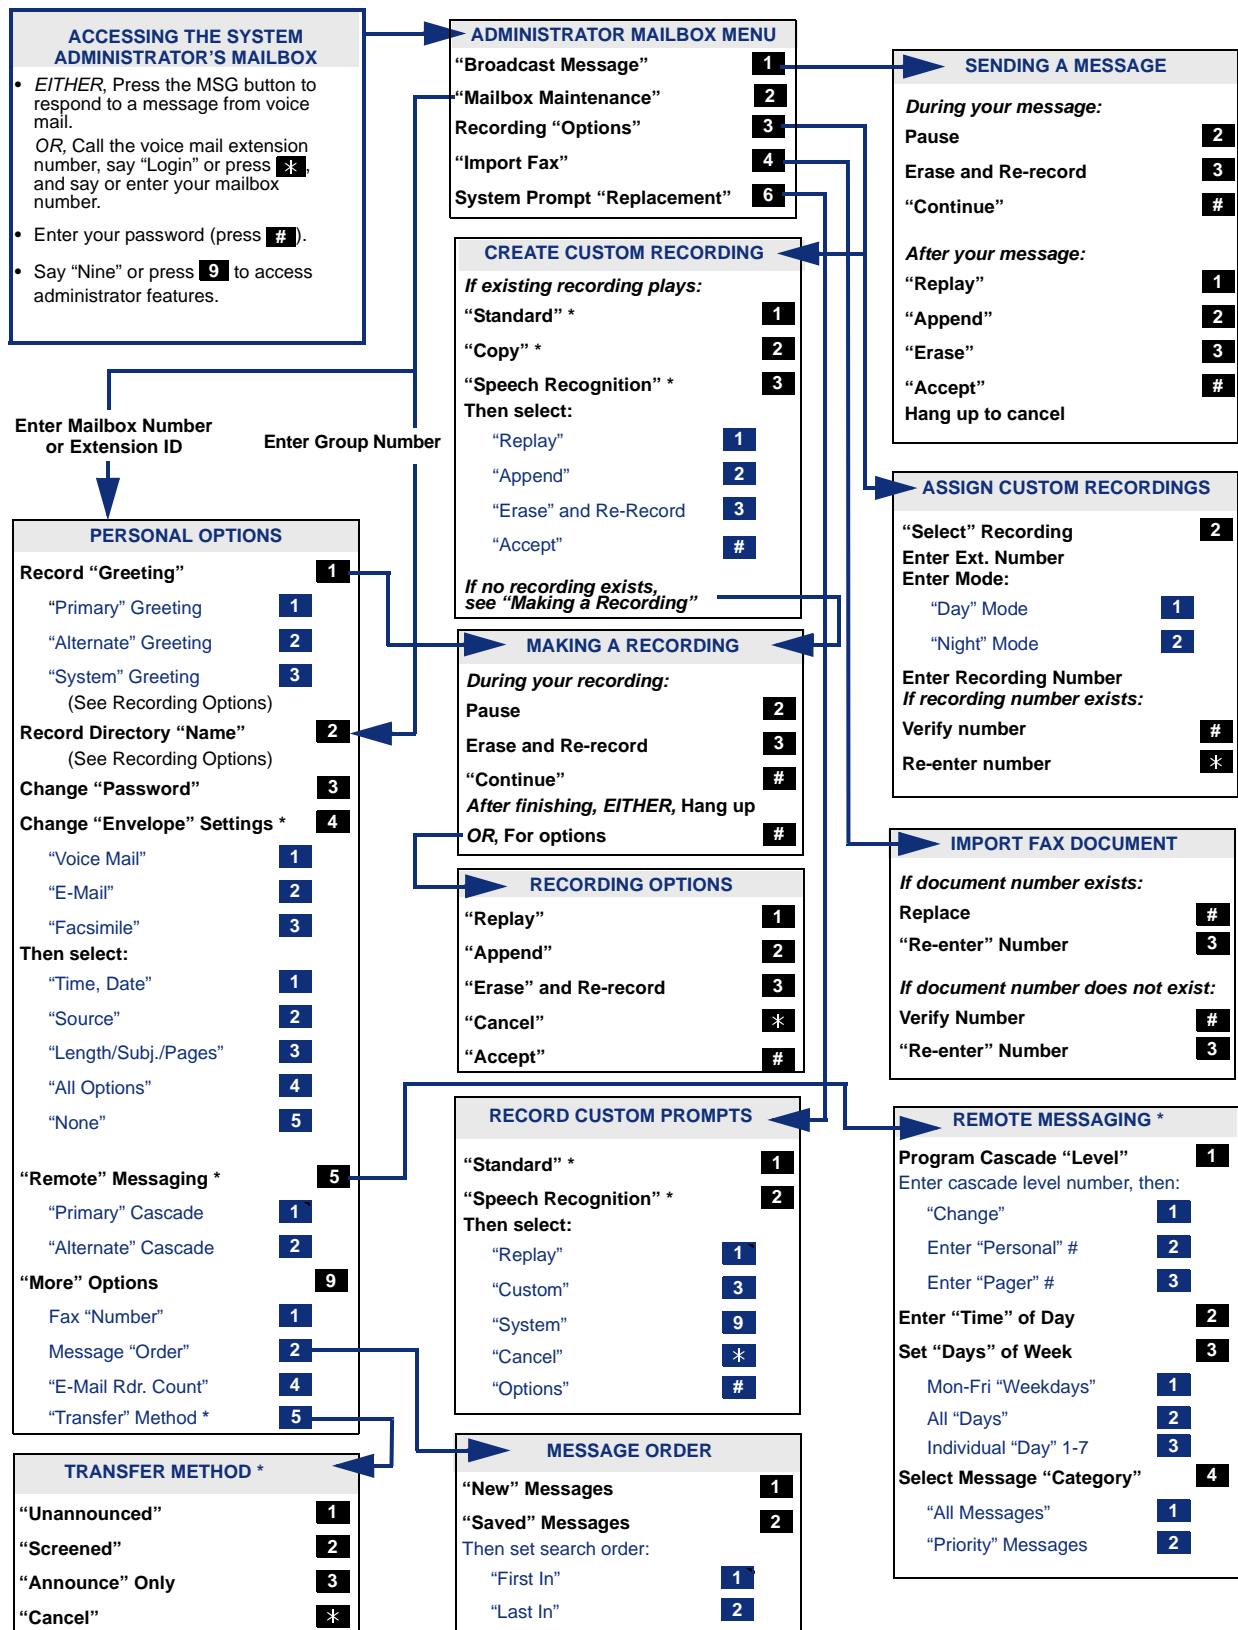 ACCESSING THE SYSTEM
ADMINISTRATOR'S MAILBOX
• EITHER, Press the MSG button to
respond to a message from voice
mail.
OR, Call the voice mail extension
number, say “Login” or press *,
and say or enter your mailbox
number.
• Enter your password (press #).
• Say “Nine” or press 9 to access
administrator features.
ADMINISTRATOR MAILBOX MENU
“Broadcast Message” 1
“Mailbox Maintenance” 2
Recording “Options” 3
“Import Fax” 4
System Prompt “Replacement” 6
SENDING A MESSAGE
During your message:
Pause 2
Erase and Re-record 3
“Continue” #
After your message:
“Replay” 1
“Append” 2
“Erase” 3
“Accept” #
Hang up to cancel
CREATE CUSTOM RECORDING
If existing recording plays:
“Standard” * 1
“Copy” * 2
“Speech Recognition” * 3
Then select:
“Replay” 1
“Append” 2
“Erase” and Re-Record 3
“Accept” #
If no recording exists,
see “Making a Recording”
Enter Mailbox Number
or Extension ID
Enter Group Number
ASSIGN CUSTOM RECORDINGS
“Select” Recording 2
Enter Ext. Number
Enter Mode:
“Day” Mode 1
“Night” Mode 2
Enter Recording Number
If recording number exists:
Verify number #
Re-enter number *
PERSONAL OPTIONS
Record “Greeting” 1
“Primary” Greeting 1
“Alternate” Greeting 2
“System” Greeting 3
(See Recording Options)
Record Directory “Name” 2
(See Recording Options)
Change “Password” 3
Change “Envelope” Settings * 4
“Voice Mail” 1
“E-Mail” 2
“Facsimile” 3
Then select:
“Time, Date” 1
“Source” 2
“Length/Subj./Pages” 3
“All Options” 4
“None” 5
“Remote” Messaging * 5
“Primary” Cascade 1
“Alternate” Cascade 2
“More” Options 9
Fax “Number” 1
Message “Order” 2
“E-Mail Rdr. Count” 4
“Transfer” Method * 5
MAKING A RECORDING
During your recording:
Pause 2
Erase and Re-record 3
“Continue” #
After finishing, EITHER, Hang up
OR, For options #
RECORDING OPTIONS
“Replay” 1
“Append” 2
“Erase” and Re-record 3
“Cancel” *
“Accept” #
IMPORT FAX DOCUMENT
If document number exists:
Replace #
“Re-enter” Number 3
If document number does not exist:
Verify Number #
“Re-enter” Number 3
RECORD CUSTOM PROMPTS
“Standard” * 1
“Speech Recognition” * 2
Then select:
“Replay” 1
“Custom” 3
“System” 9
“Cancel” *
“Options” #
REMOTE MESSAGING *
Program Cascade “Level” 1
Enter cascade level number, then:
“Change” 1
Enter “Personal” # 2
Enter “Pager” # 3
Enter “Time” of Day 2
Set “Days” of Week 3
Mon-Fri “Weekdays” 1
All “Days” 2
Individual “Day” 1-7 3
Select Message “Category” 4
“All Messages” 1
“Priority” Messages 2
TRANSFER METHOD *
“Unannounced” 1
“Screened” 2
“Announce” Only 3
“Cancel” *
MESSAGE ORDER
“New” Messages 1
“Saved” Messages 2
Then set search order:
“First In” 1
“Last In” 2